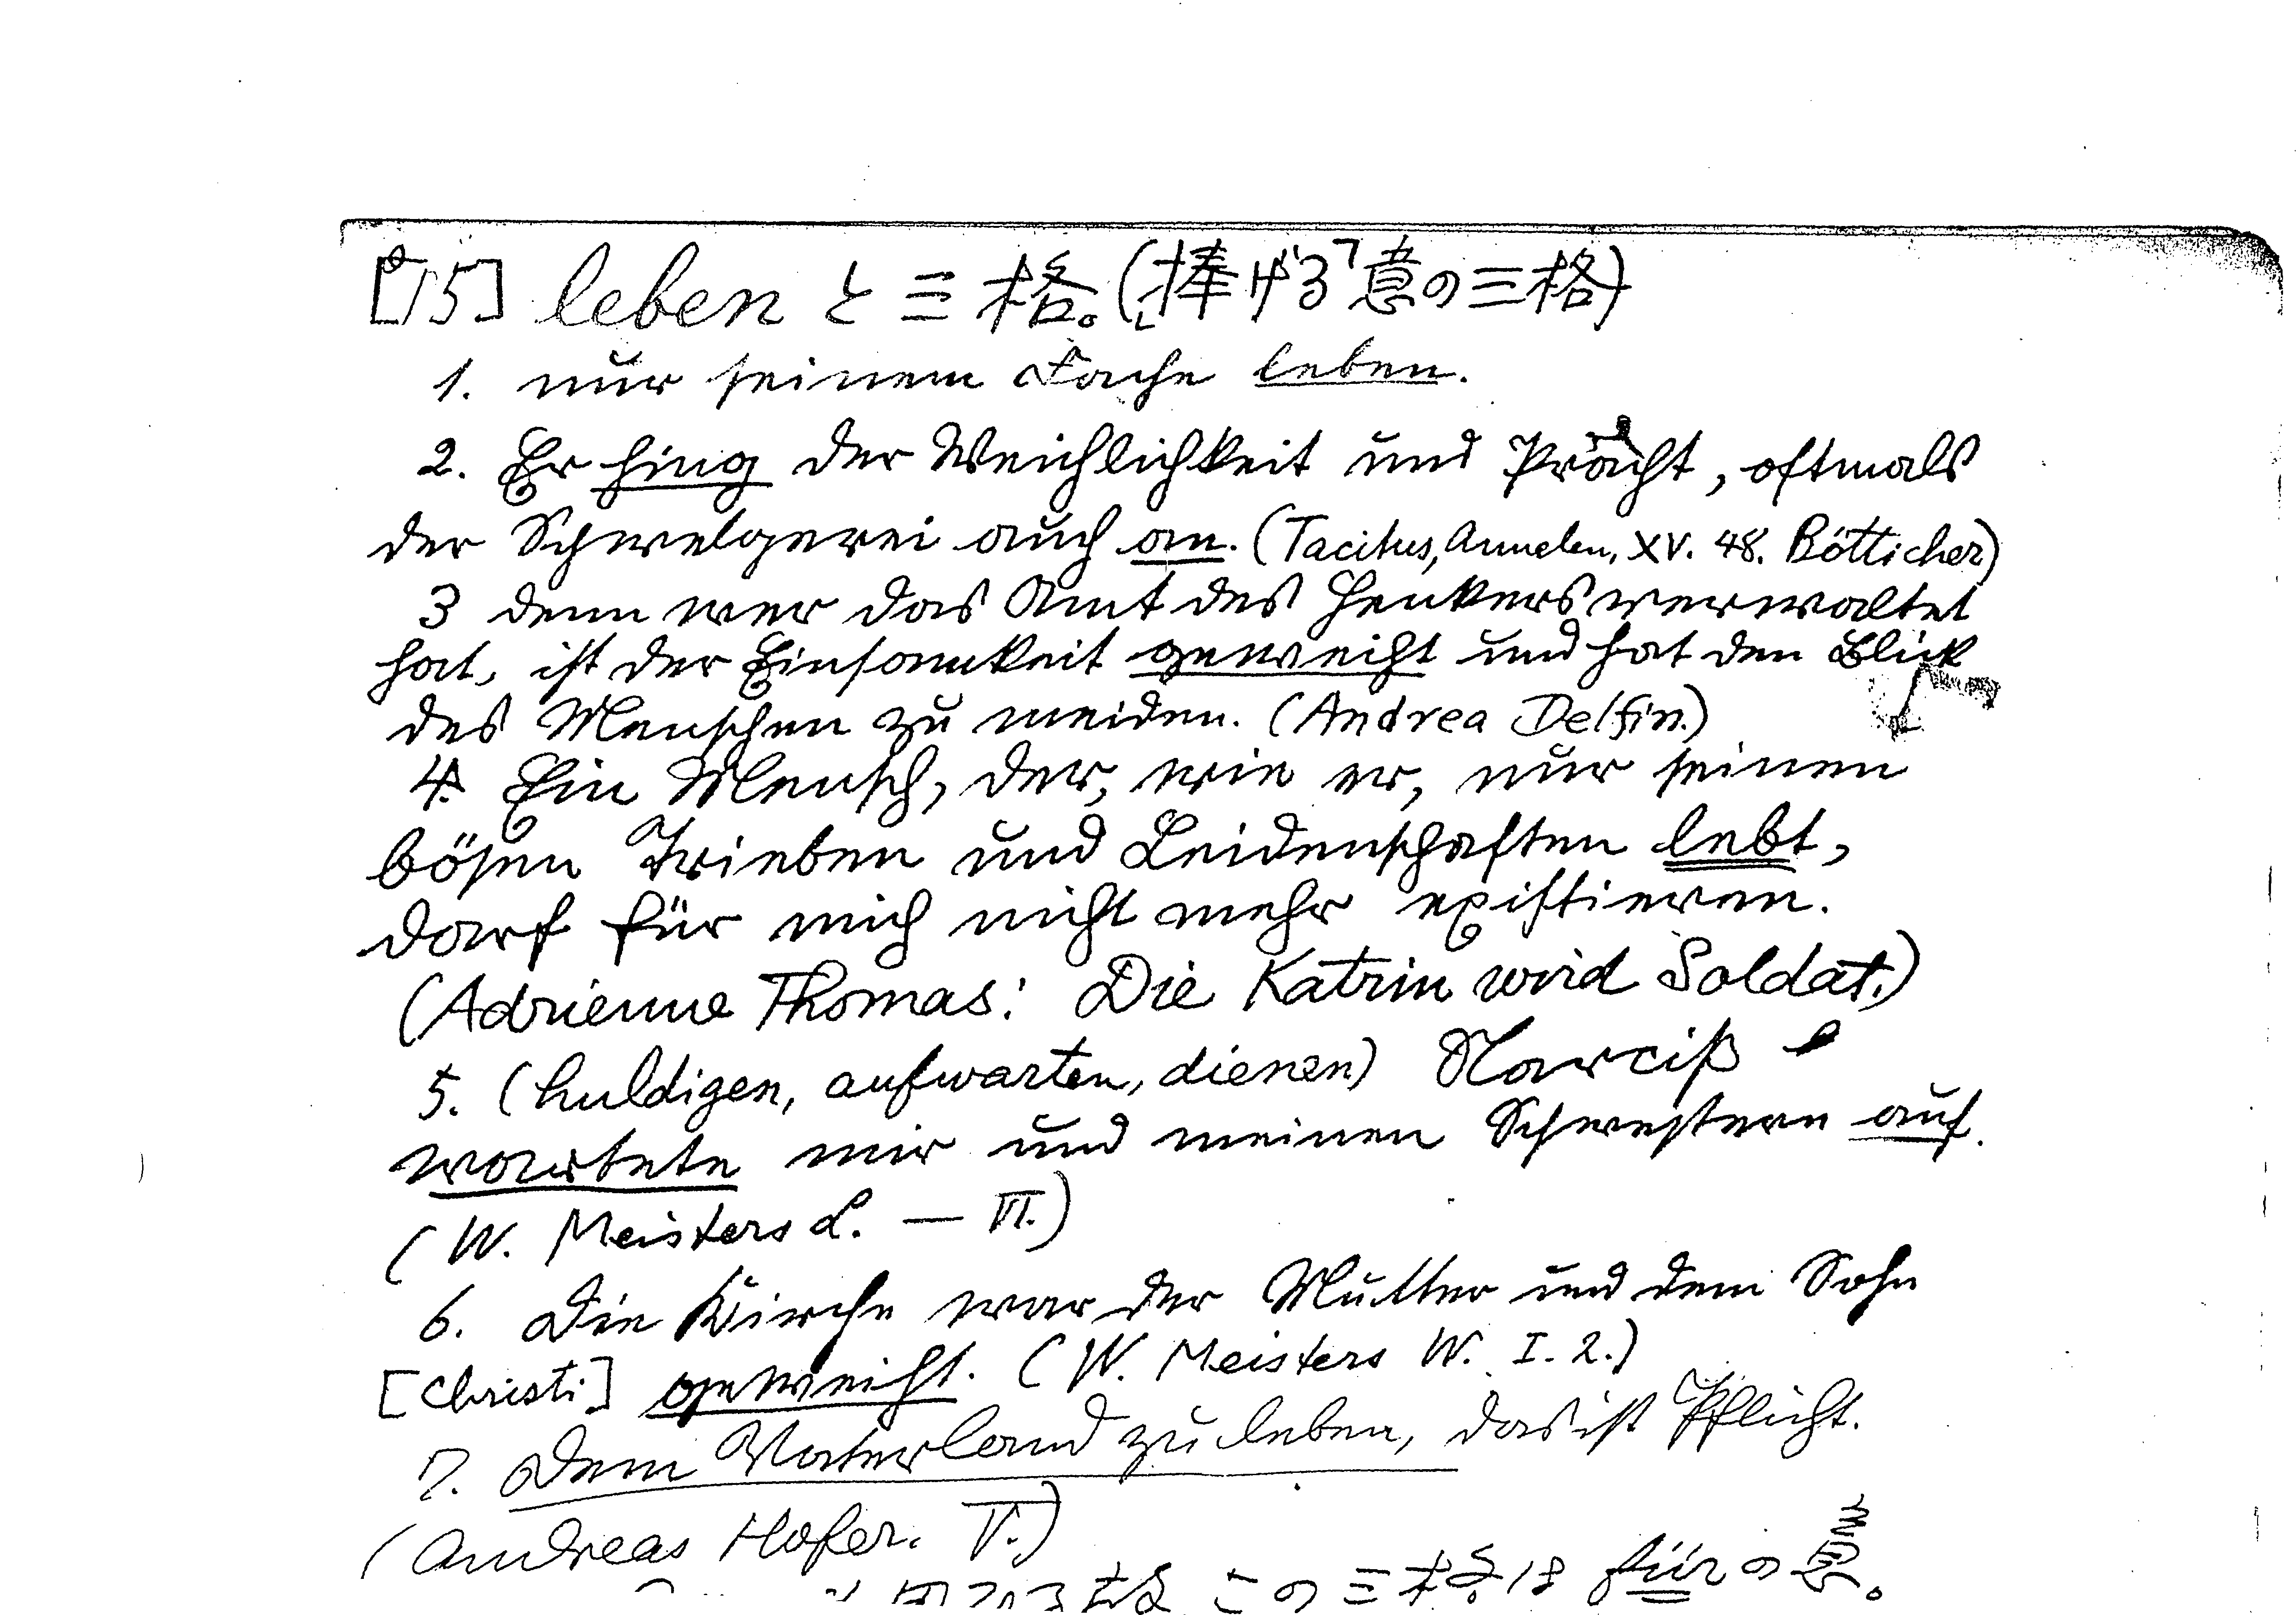 [15] leben と三格。(「捧げる」意の三格)
1. nur seinem Fache leben.
2. Er hing der Weichlichkeit und Pracht, oftmals
der Schwelgerei auch an. (Tacitus, Annalen, XV. 48. Bötticher)
3 denn wer das Amt des Henkers verwaltet
hat, ist der Einsamkeit geweiht und hat den Blick
des Menschen zu meiden. (Andrea Delfin.)
4. Ein Mensch, der, wie er, nur seinen
bösen Trieben und Leidenschaften lebt,
darf für mich nicht mehr existieren.
(Adrienne Thomas: Die Katrin wird Soldat.)
5. (huldigen, aufwarten, dienen) Narciß
wartete mir und meinen Schwestern auf.
(W. Meisters L. — VI.)
6. Die Kirche war der Mutter und dem Sohn
[Christi] geweiht. (W. Meisters W. I. 2.)
7. Dem Vaterland zu leben, das ist Pflicht.
(Andreas Hofer. V.)
この三格は für の意。